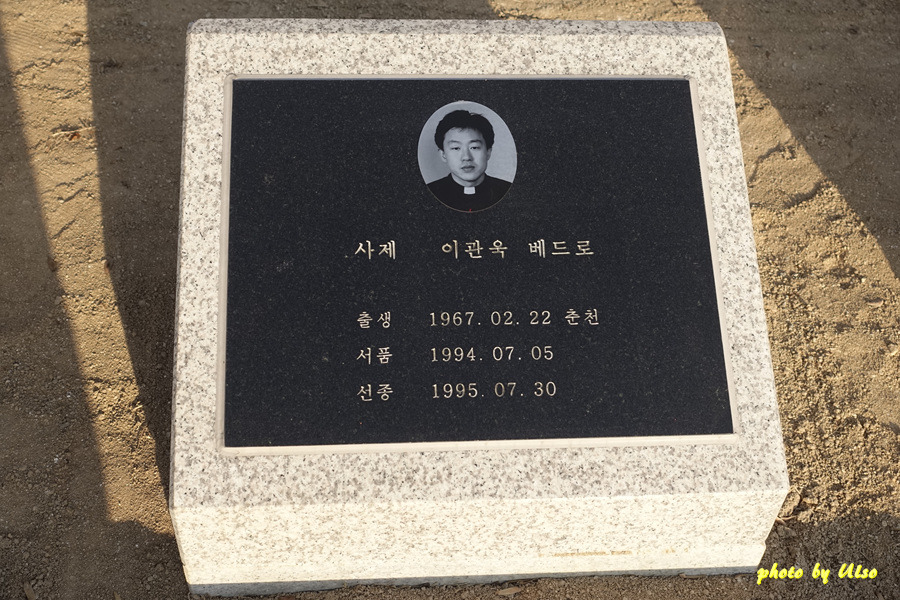 사제 이관욱 베드로
출생 1967. 02. 22 춘천
서품 1994. 07. 05
선종 1995. 07. 30
photo by Utso